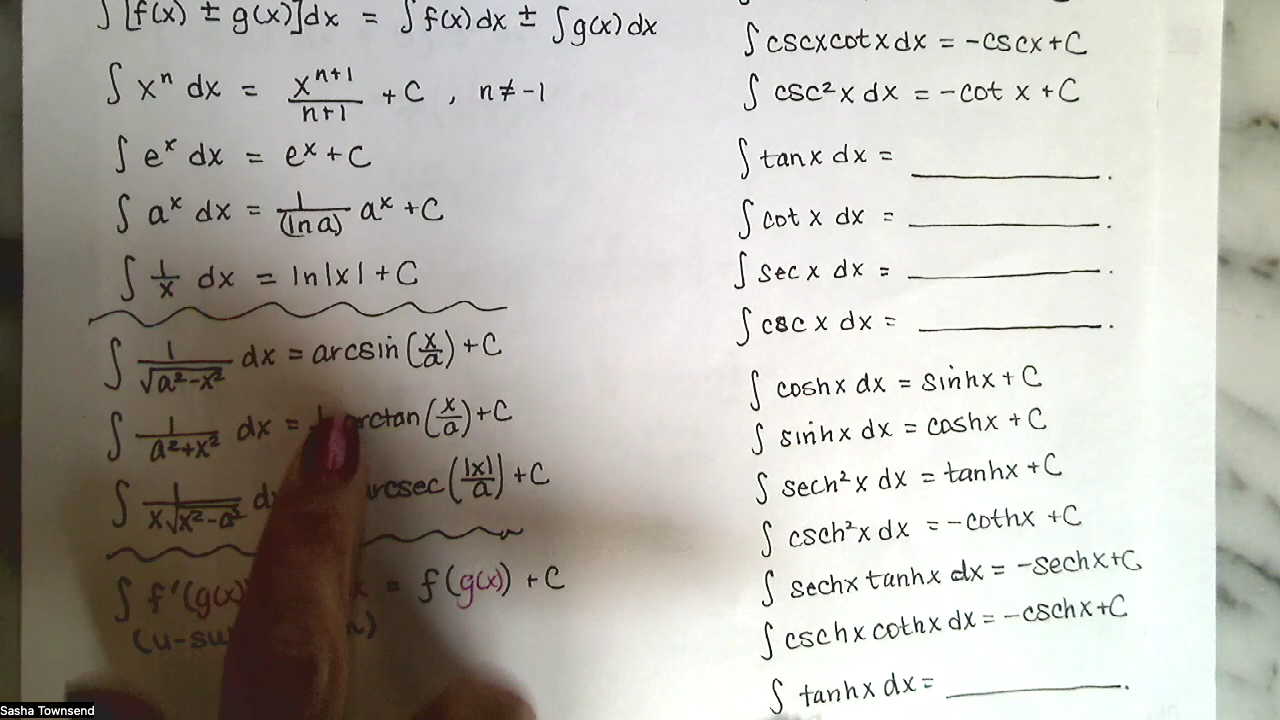 ∫ [f(x) ± g(x)]dx = ∫ f(x) dx ± ∫ g(x) dx
∫ xⁿ dx = xⁿ⁺¹/(n+1) + C , n ≠ -1
∫ eˣ dx = eˣ + C
∫ aˣ dx = 1/(ln a) aˣ + C
∫ 1/x dx = ln|x| + C
∫ 1/√(a²-x²) dx = arcsin(x/a) + C
∫ 1/(a²+x²) dx = arctan(x/a) + C
∫ 1/(x√(x²-a²)) arcsec(|x|/a) + C
∫ f'(g(x) = f(g(x)) + C
∫ cscxcotx dx = -cscx + C
∫ csc²x dx = -cot x + C
∫ tanx dx = ________.
∫ cot x dx = ________.
∫ sec x dx = ________.
∫ csc x dx = ________.
∫ coshx dx = sinhx + C
∫ sinhx dx = coshx + C
∫ sech²x dx = tanhx + C
∫ csch²x dx = -cothx + C
∫ sechx tanhx dx = -sechx + C
∫ cschx cothx dx = -cschx + C
∫ tanhx dx = ________.
Sasha Townsend